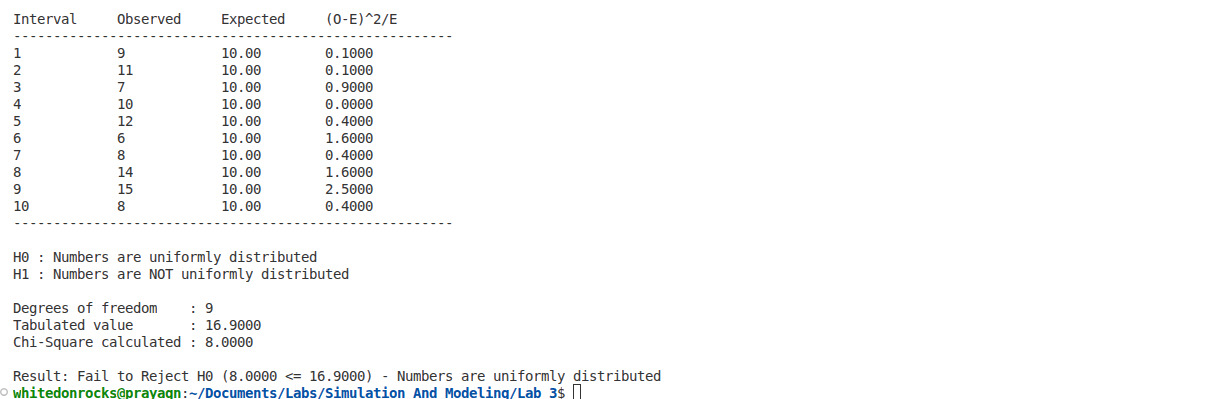 Interval Observed Expected (O-E)^2/E
-------------------------------------------------------
1 9 10.00 0.1000
2 11 10.00 0.1000
3 7 10.00 0.9000
4 10 10.00 0.0000
5 12 10.00 0.4000
6 6 10.00 1.6000
7 8 10.00 0.4000
8 14 10.00 1.6000
9 15 10.00 2.5000
10 8 10.00 0.4000
-------------------------------------------------------
H0 : Numbers are uniformly distributed
H1 : Numbers are NOT uniformly distributed
Degrees of freedom : 9
Tabulated value : 16.9000
Chi-Square calculated : 8.0000
Result: Fail to Reject H0 (8.0000 <= 16.9000) - Numbers are uniformly distributed
whitedonrocks@prayagn:~/Documents/Labs/Simulation And Modeling/Lab 3$